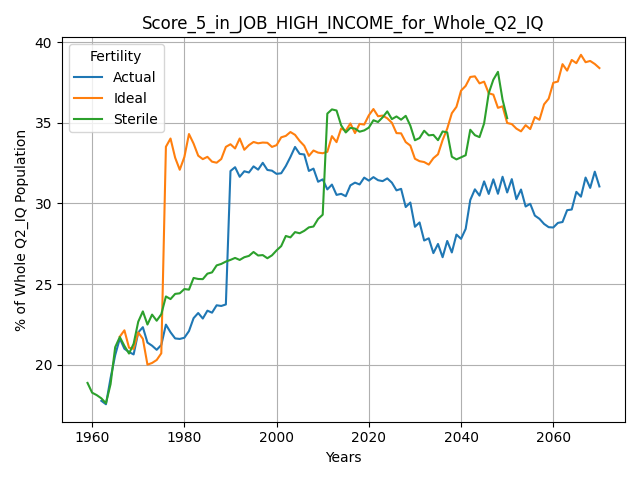 Score_5_in_JOB_HIGH_INCOME_for_Whole_Q2_IQ
Fertility
Actual
Ideal
Sterile
% of Whole Q2_IQ Population
40
35
30
25
20
1960
1980
2000
2020
2040
2060
Years